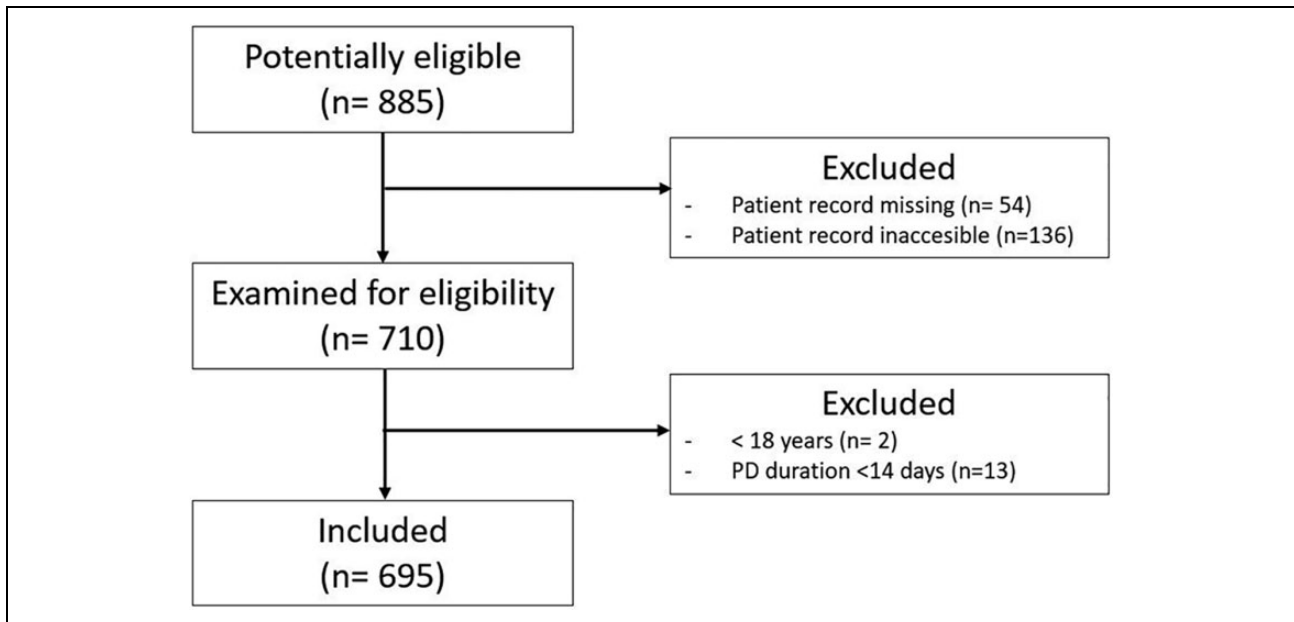 Potentially eligible
(n= 885)
Excluded
- Patient record missing (n= 54)
- Patient record inaccesible (n=136)
Examined for eligibility
(n= 710)
Excluded
- < 18 years (n= 2)
- PD duration <14 days (n=13)
Included
(n= 695)